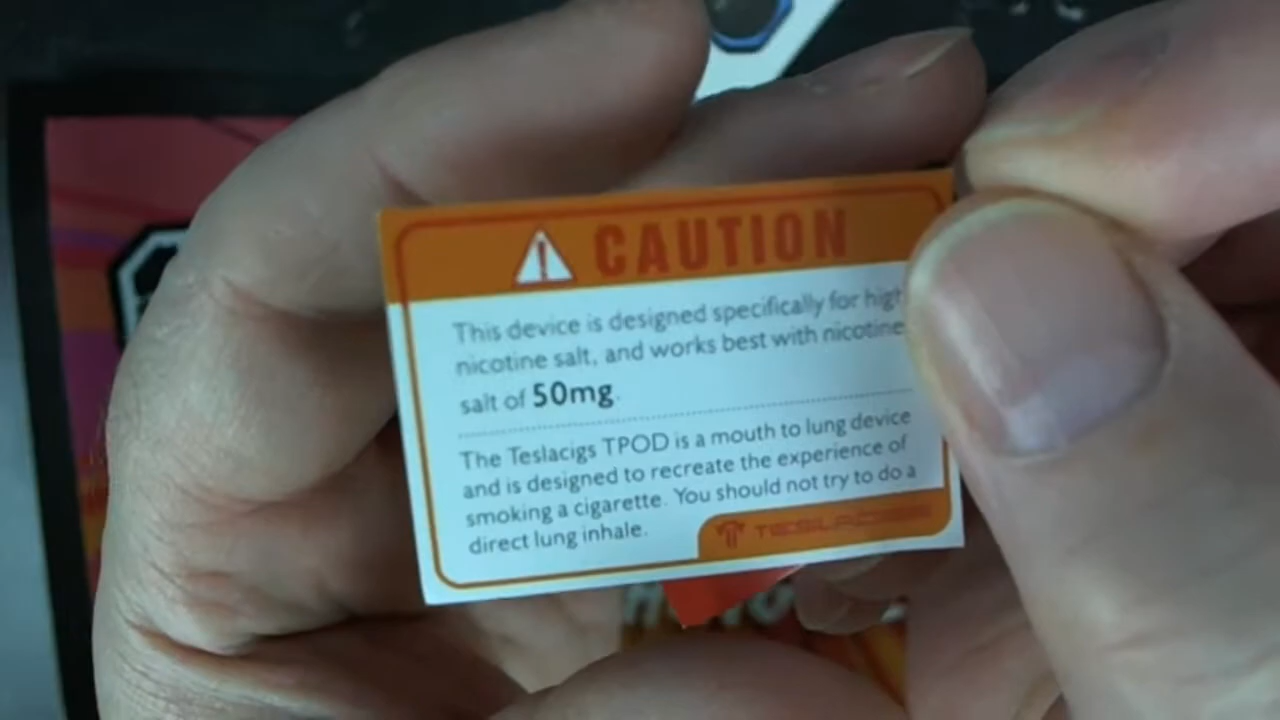 CAUTION
This device is designed specifically for high
nicotine salt, and works best with nicotine
salt of 50mg.
The Teslacigs TPOD is a mouth to lung device
and is designed to recreate the experience of
smoking a cigarette. You should not try to do a
direct lung inhale.